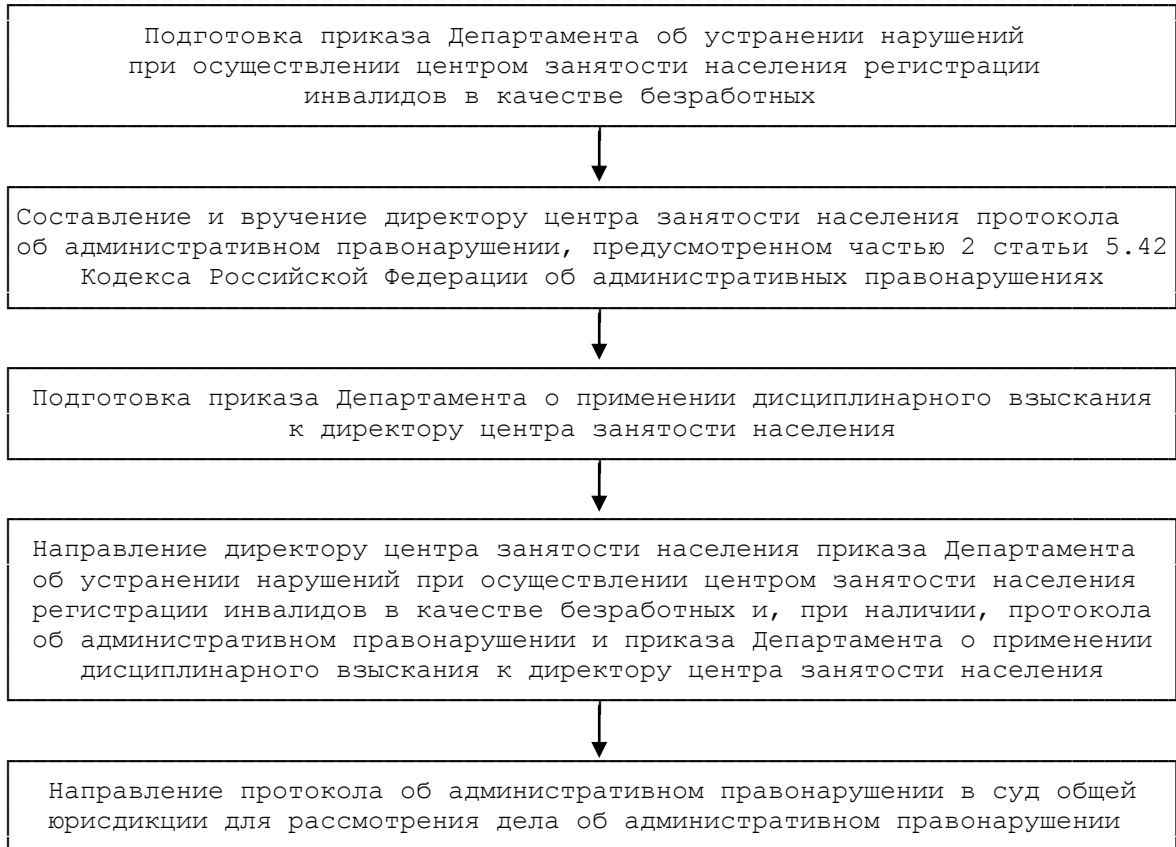 Подготовка приказа Департамента об устранении нарушений
при осуществлении центром занятости населения регистрации
инвалидов в качестве безработных
Составление и вручение директору центра занятости населения протокола
об административном правонарушении, предусмотренном частью 2 статьи 5.42
Кодекса Российской Федерации об административных правонарушениях
Подготовка приказа Департамента о применении дисциплинарного взыскания
к директору центра занятости населения
Направление директору центра занятости населения приказа Департамента
об устранении нарушений при осуществлении центром занятости населения
регистрации инвалидов в качестве безработных и, при наличии, протокола
об административном правонарушении и приказа Департамента о применении
дисциплинарного взыскания к директору центра занятости населения
Направление протокола об административном правонарушении в суд общей
юрисдикции для рассмотрения дела об административном правонарушении